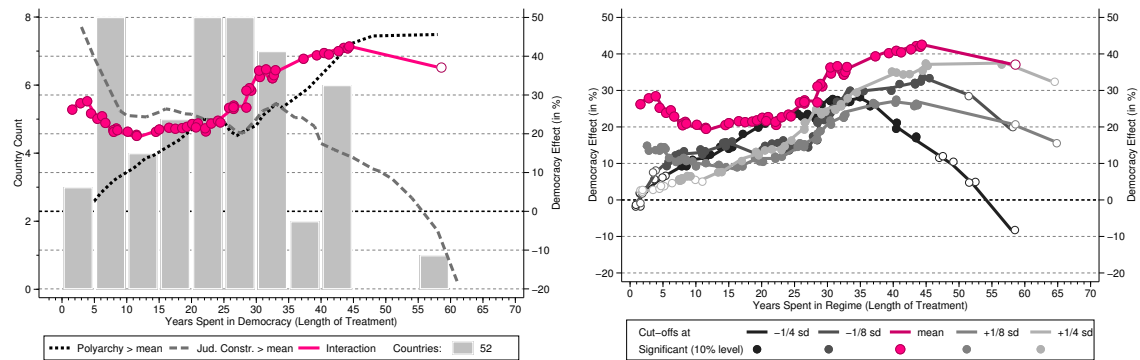 8
6
4
2
0
Country Count
50
40
30
20
10
0
−10
−20
Democracy Effect (in %)
0 5 10 15 20 25 30 35 40 45 50 55 60 65 70
Years Spent in Democracy (Length of Treatment)
Polyarchy > mean Jud. Constr. > mean Interaction Countries: 52
50
40
30
20
10
0
−10
−20
Democracy Effect (in %)
50
40
30
20
10
0
−10
−20
Democracy Effect (in %)
0 5 10 15 20 25 30 35 40 45 50 55 60 65 70
Years Spent in Regime (Length of Treatment)
Cut−offs at −1/4 sd −1/8 sd mean +1/8 sd +1/4 sd
Significant (10% level)